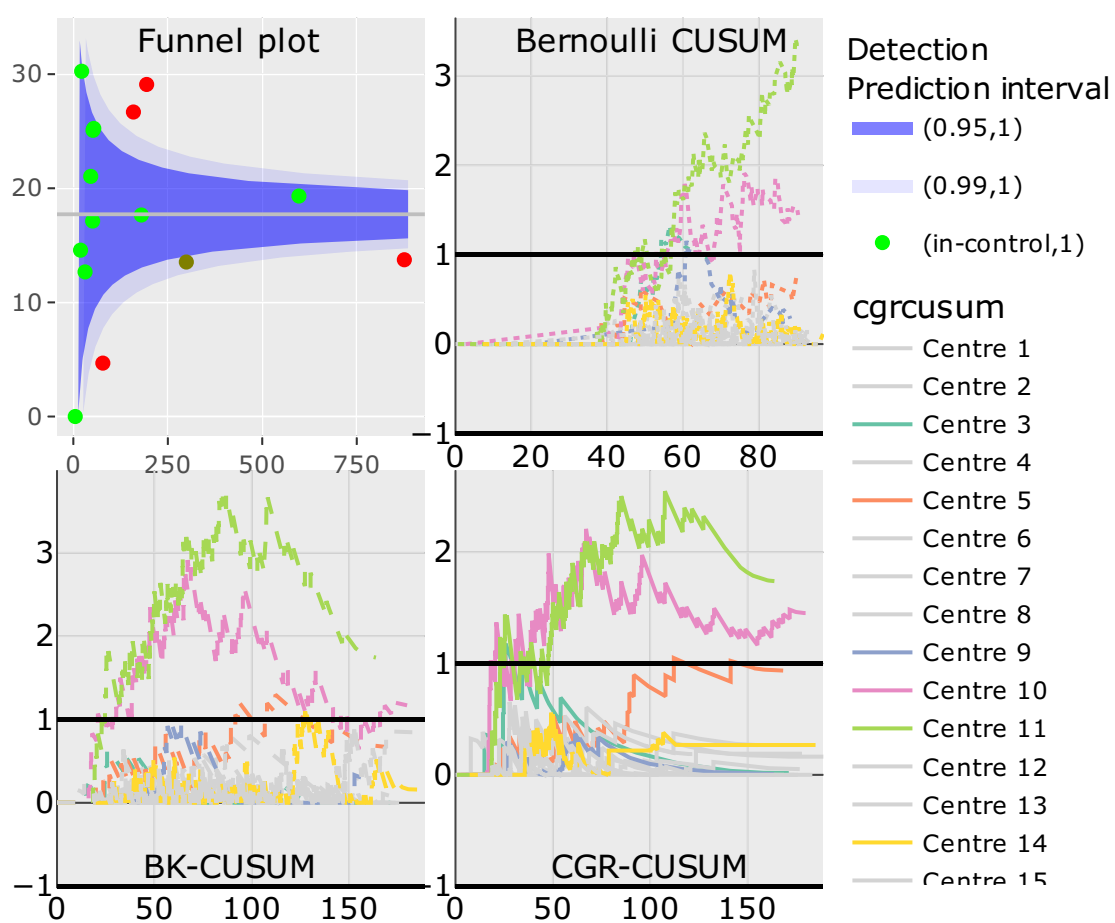 Funnel plot
30
20
10
0
0
250
500
750
Bernoulli CUSUM
3
2
1
0
−1
0
20
40
60
80
3
2
1
0
−1
BK-CUSUM
0
50
100
150
2
1
0
−1
CGR-CUSUM
0
50
100
150
Detection
Prediction interval
(0.95,1)
(0.99,1)
(in-control,1)
cgrcusum
Centre 1
Centre 2
Centre 3
Centre 4
Centre 5
Centre 6
Centre 7
Centre 8
Centre 9
Centre 10
Centre 11
Centre 12
Centre 13
Centre 14
Centre 15